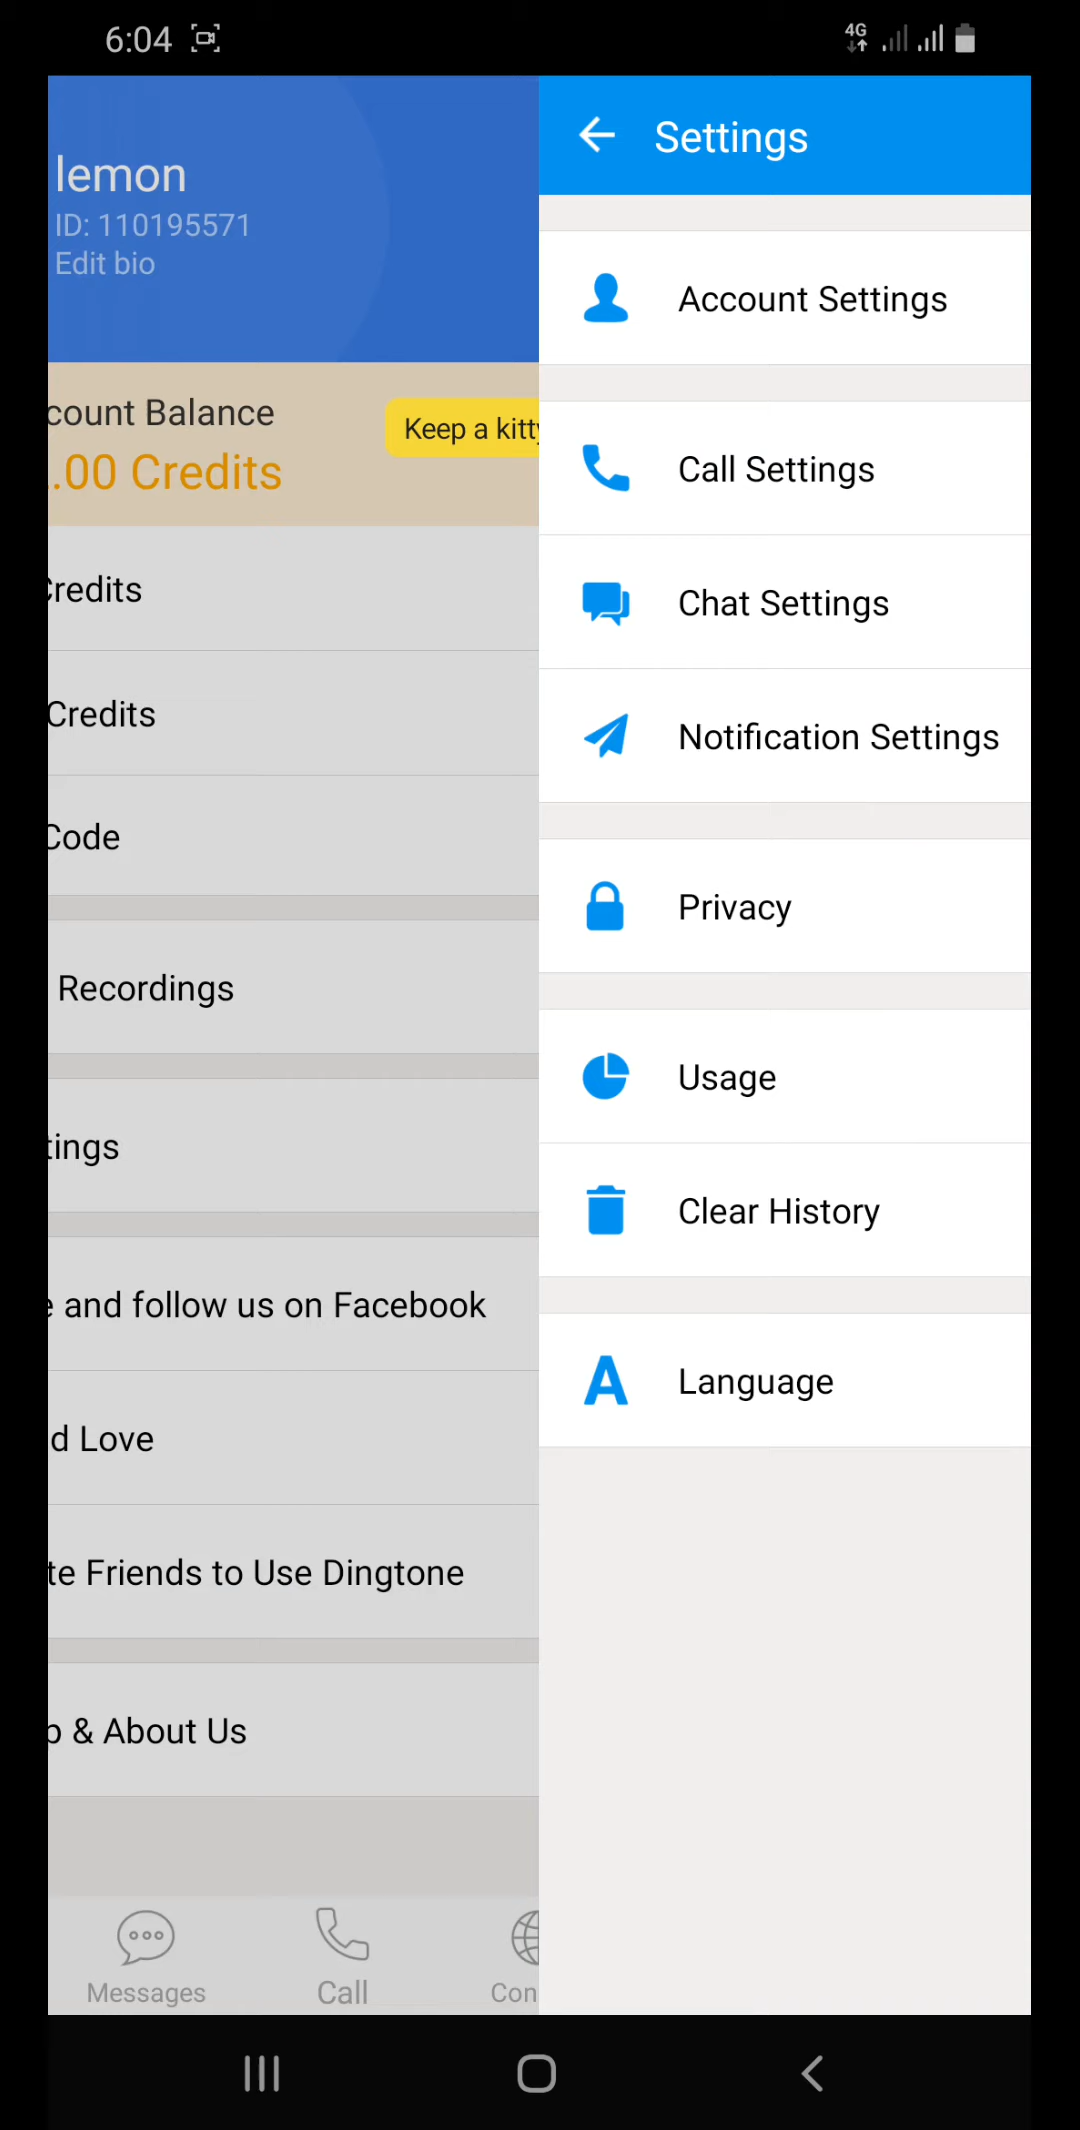 6:04
4G
lemon
ID: 110195571
Edit bio
count Balance
.00 Credits
Keep a kitty
Credits
Credits
Code
Recordings
tings
e and follow us on Facebook
d Love
te Friends to Use Dingtone
p & About Us
Messages
Call
Con
Settings
Account Settings
Call Settings
Chat Settings
Notification Settings
Privacy
Usage
Clear History
A
Language